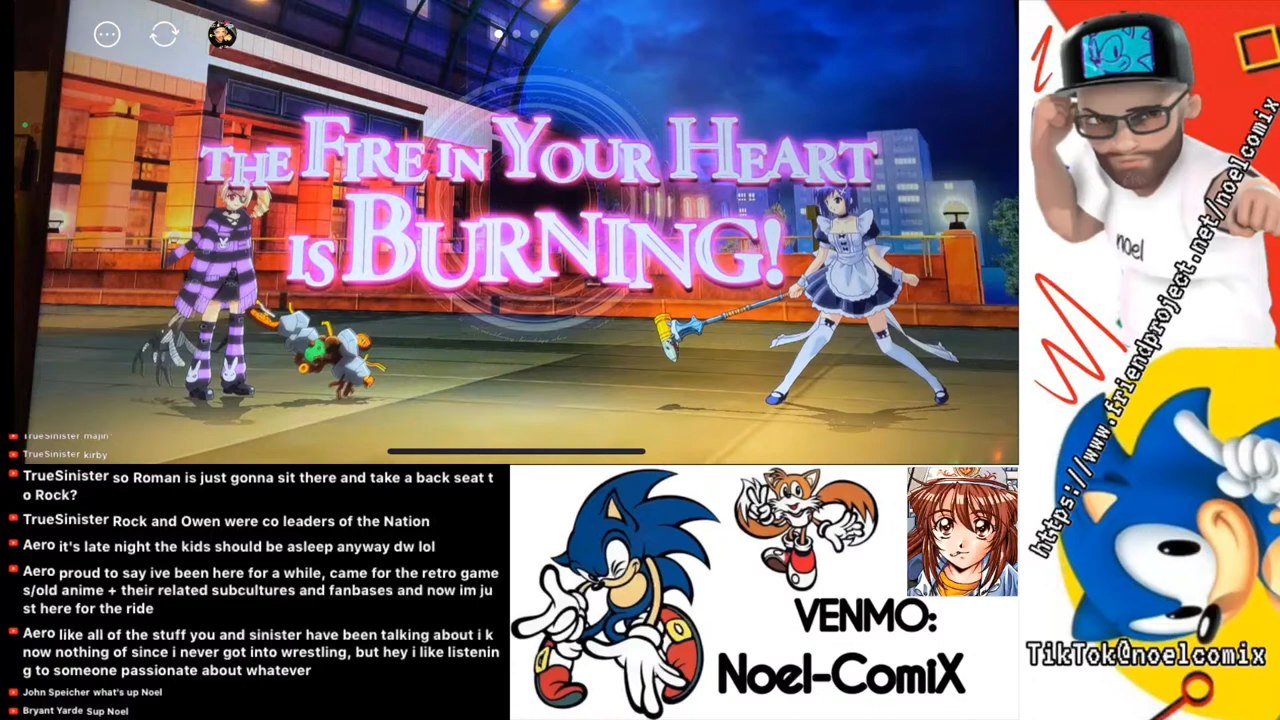 THE FIRE IN YOUR HEART
IS BURNING!
TrueSinister majin
TrueSinister kirby
TrueSinister so Roman is just gonna sit there and take a back seat t
o Rock?
TrueSinister Rock and Owen were co leaders of the Nation
Aero it's late night the kids should be asleep anyway dw lol
Aero proud to say ive been here for a while, came for the retro game
s/old anime + their related subcultures and fanbases and now im ju
st here for the ride
Aero like all of the stuff you and sinister have been talking about i k
now nothing of since i never got into wrestling, but hey i like listenin
g to someone passionate about whatever
John Speicher what's up Noel
Bryant Yarde Sup Noel
VENMO:
Noel-ComiX
noel
https://www.friendproject.net/noelcomix
TikTok@noelcomix